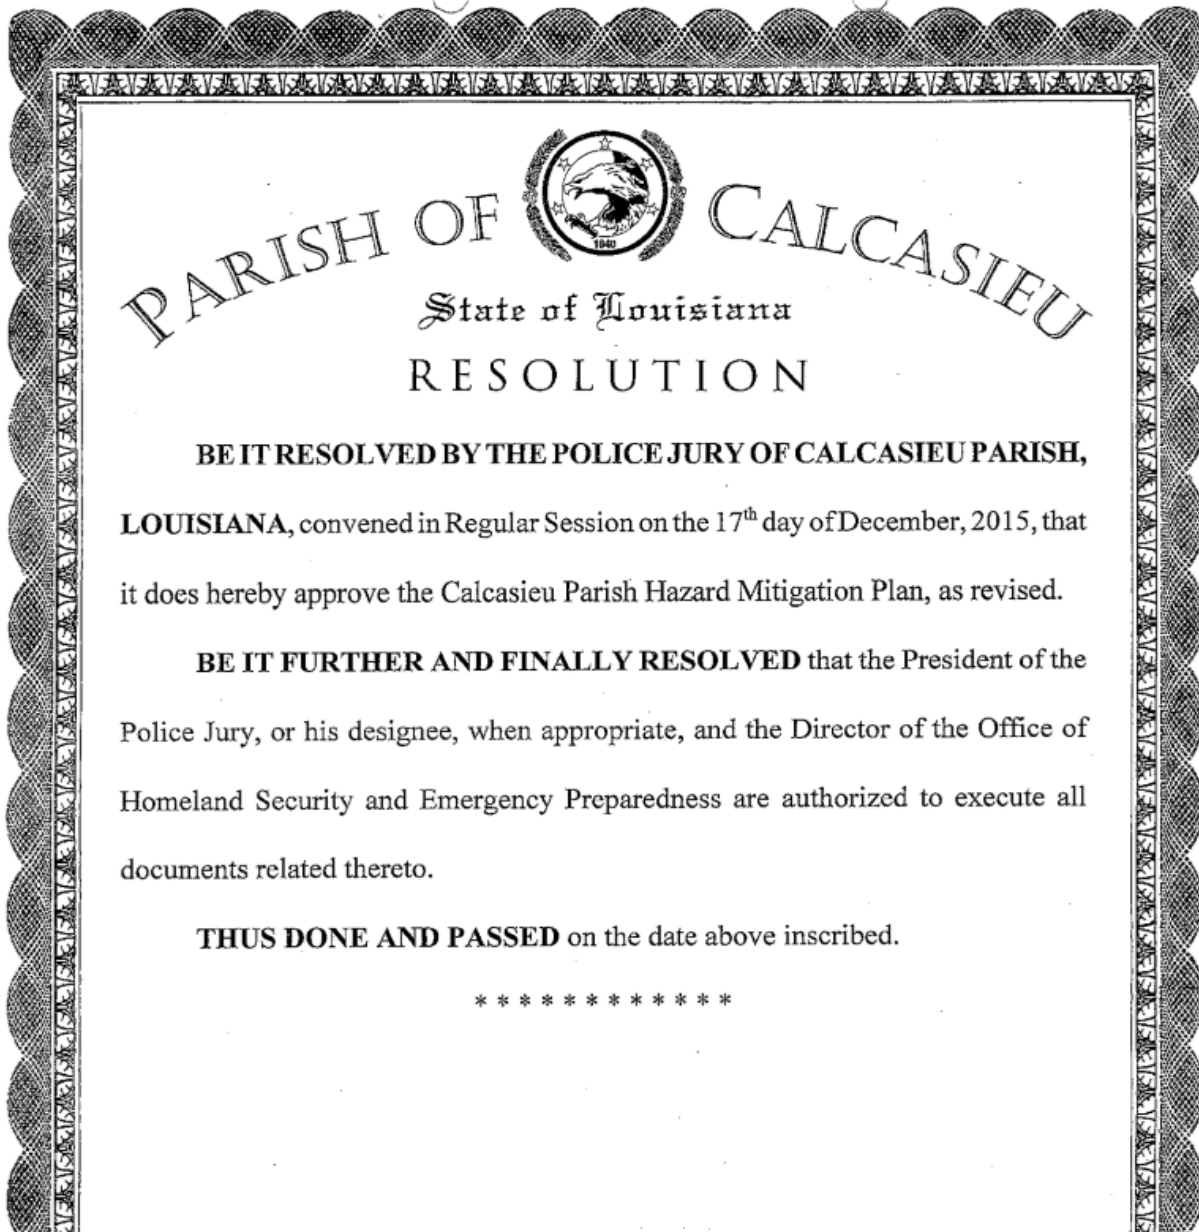 PARISH OF CALCASIEU
1840
State of Louisiana
RESOLUTION
BE IT RESOLVED BY THE POLICE JURY OF CALCASIEU PARISH,
LOUISIANA, convened in Regular Session on the 17th day of December, 2015, that
it does hereby approve the Calcasieu Parish Hazard Mitigation Plan, as revised.
BE IT FURTHER AND FINALLY RESOLVED that the President of the
Police Jury, or his designee, when appropriate, and the Director of the Office of
Homeland Security and Emergency Preparedness are authorized to execute all
documents related thereto.
THUS DONE AND PASSED on the date above inscribed.
* * * * * * * * * * * *